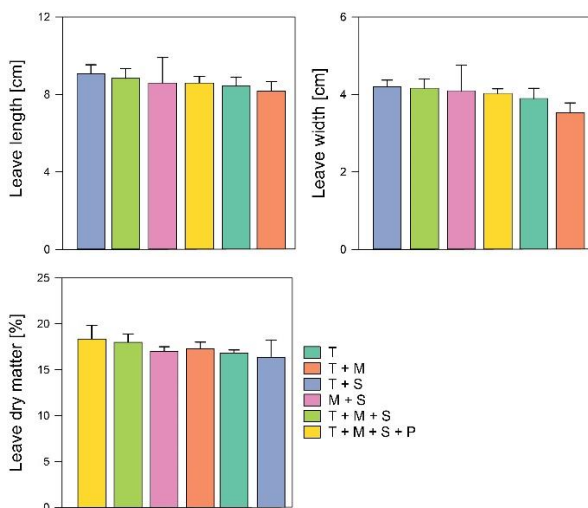 Leave length [cm]
12
8
4
0
Leave width [cm]
6
4
2
0
Leave dry matter [%]
25
20
15
10
5
0
T
T + M
T + S
M + S
T + M + S
T + M + S + P